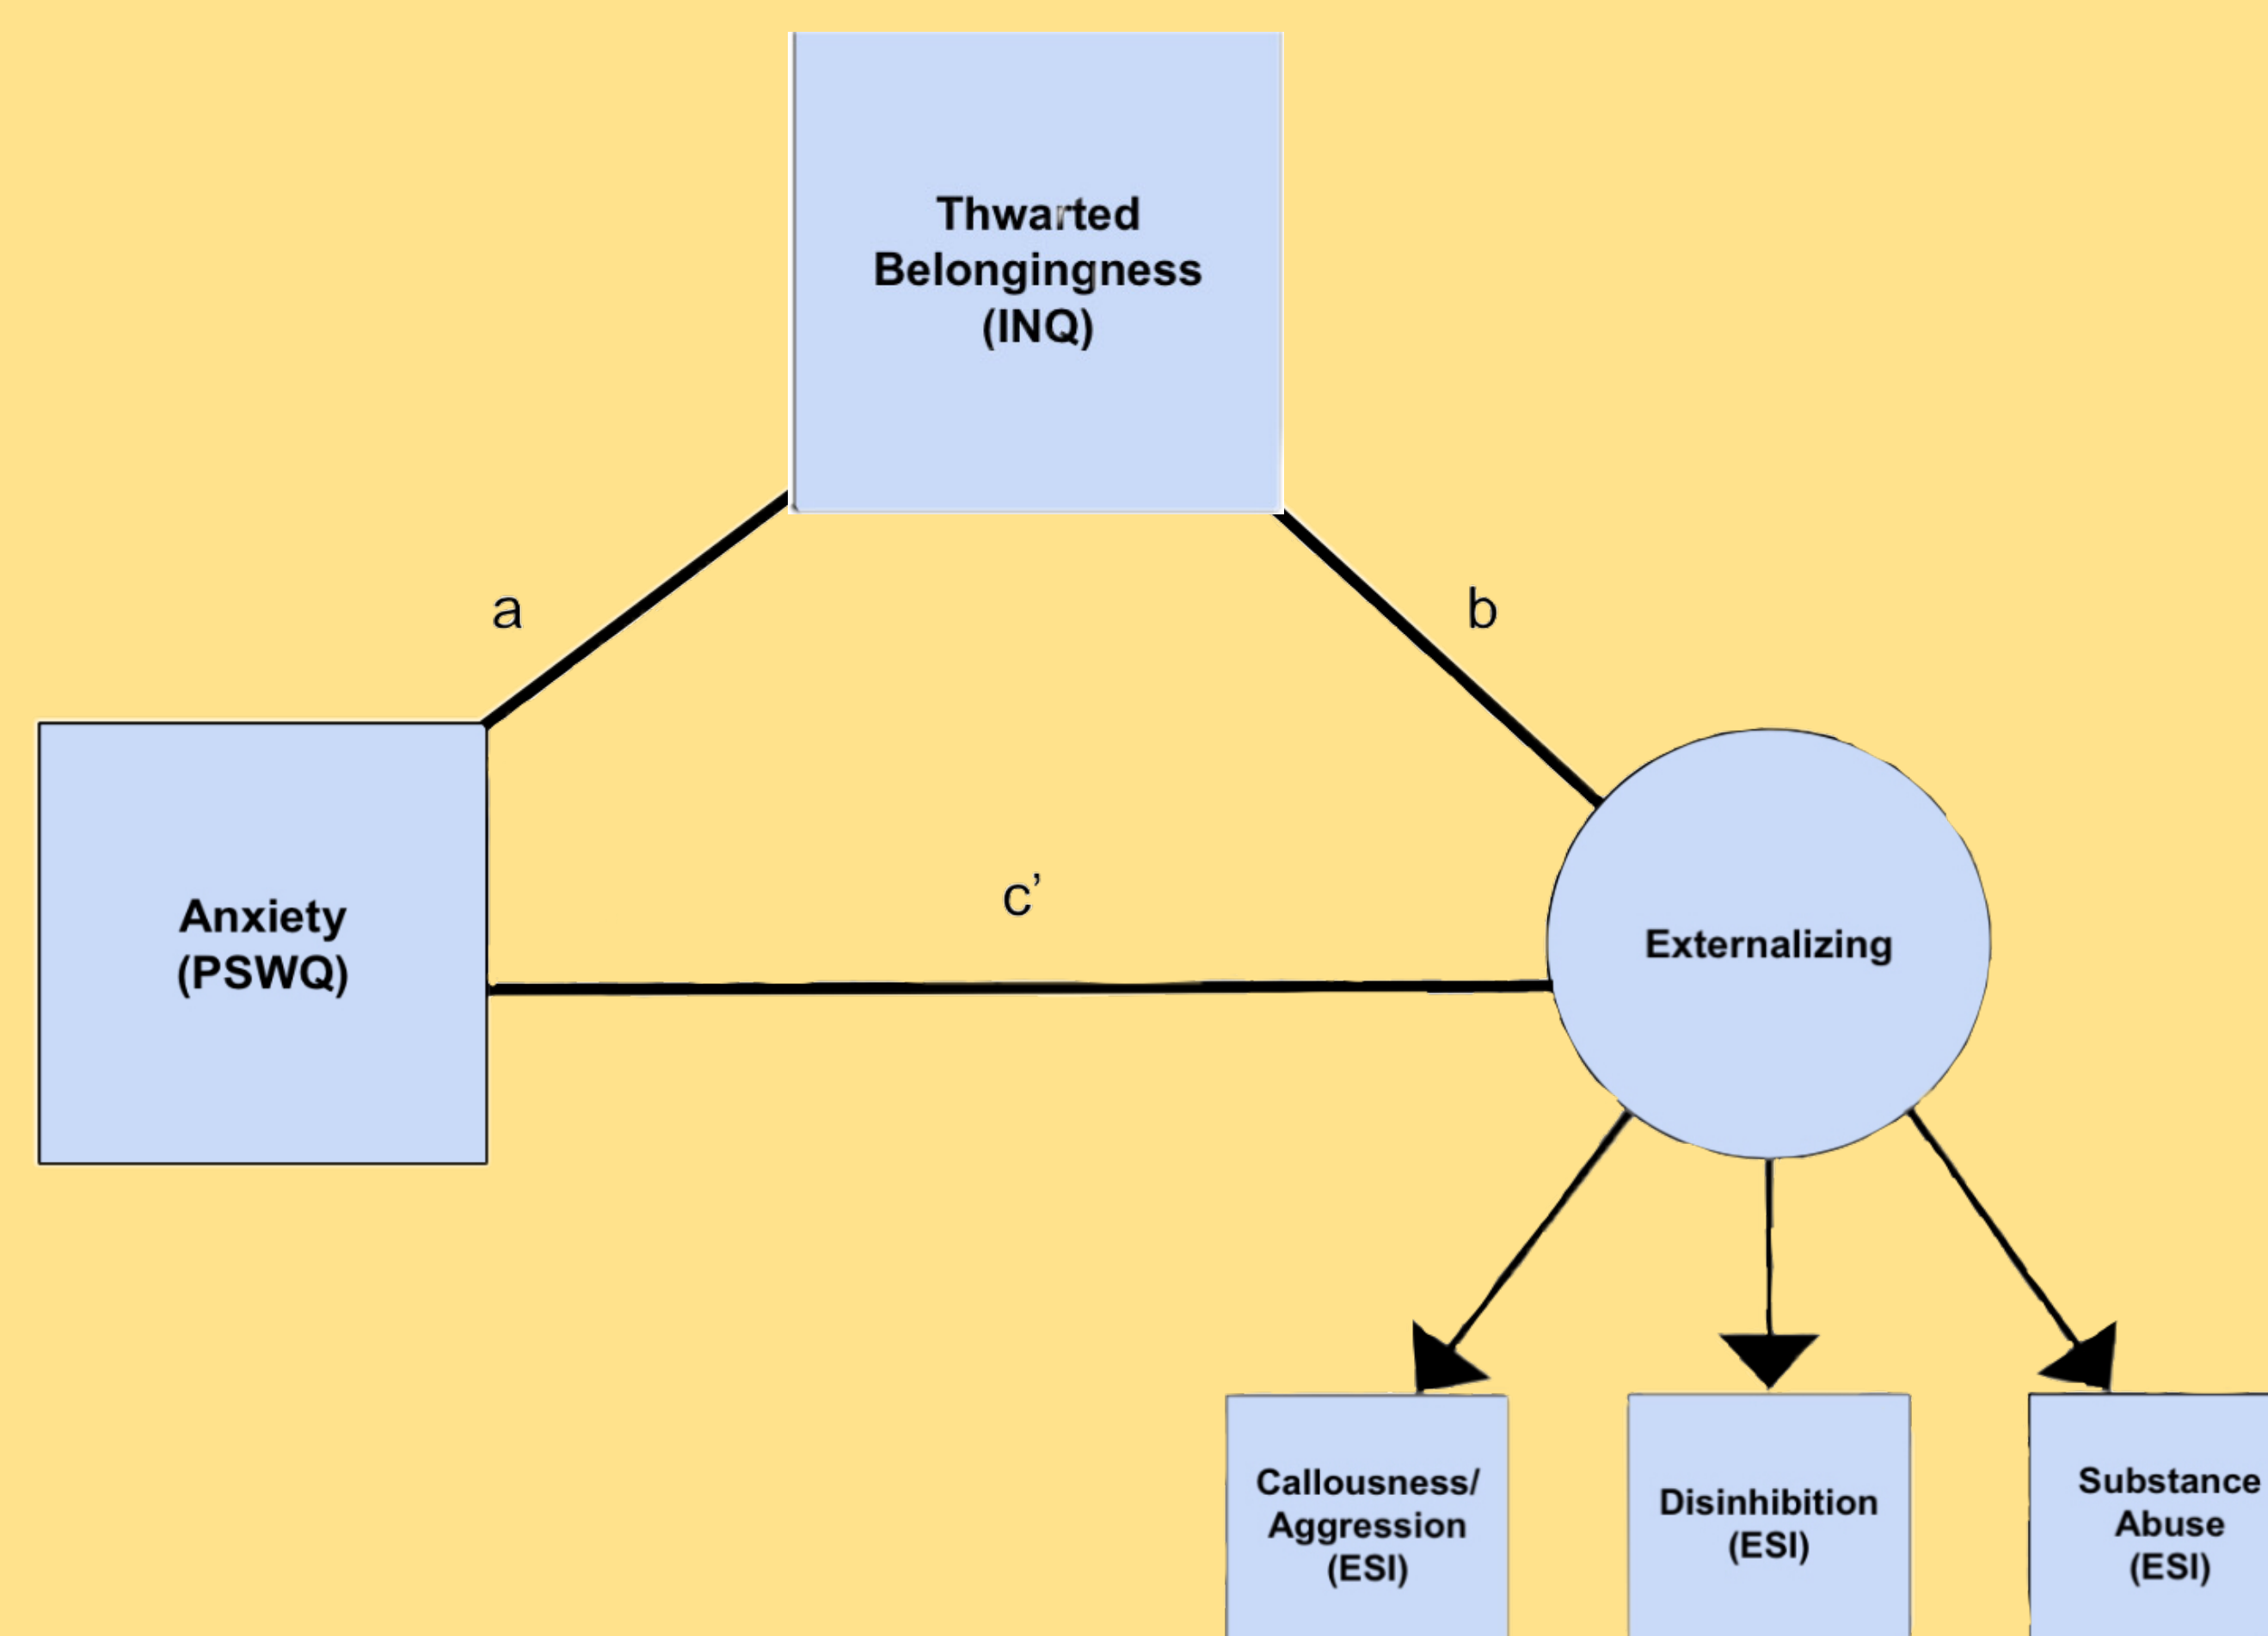 Thwarted
Belongingness
(INQ)
a
b
c’
Anxiety
(PSWQ)
Externalizing
Callousness/
Aggression
(ESI)
Disinhibition
(ESI)
Substance
Abuse
(ESI)